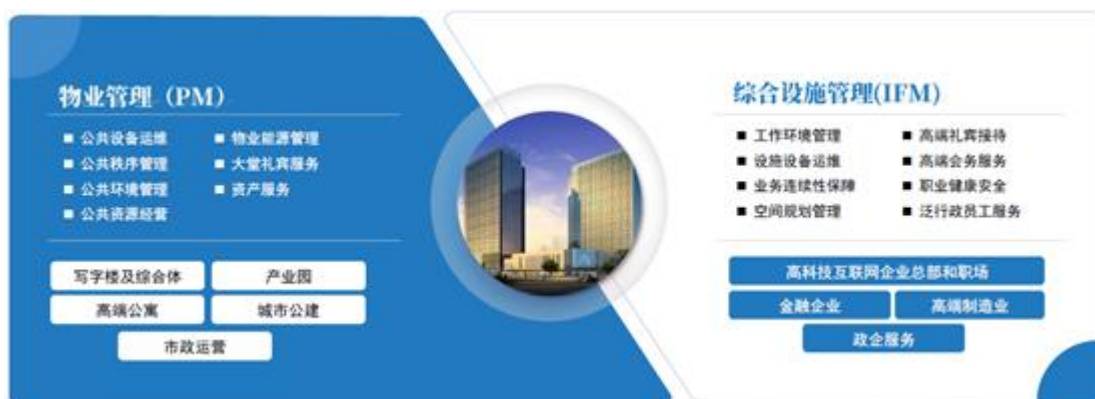 物业管理（PM）
■ 公共设备运维
■ 物业能源管理
■ 公共秩序管理
■ 大堂礼宾服务
■ 公共环境管理
■ 资产服务
■ 公共资源经营
写字楼及综合体
产业园
高端公寓
城市公建
市政运营
综合设施管理(IFM)
■ 工作环境管理
■ 高端礼宾接待
■ 设施设备运维
■ 高端会务服务
■ 业务连续性保障
■ 职业健康安全
■ 空间规划管理
■ 泛行政员工服务
高科技互联网企业总部和职场
金融企业
高端制造业
政企服务